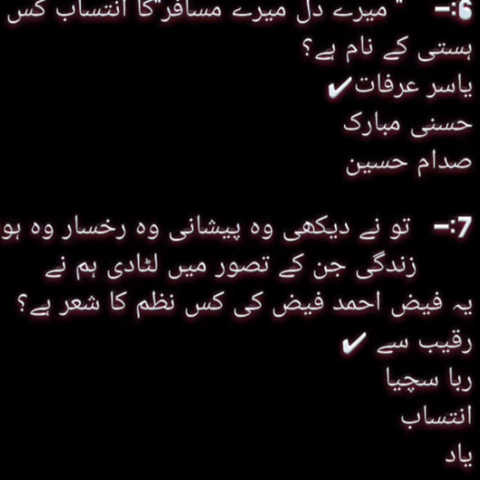 6:– " میرے دل میرے مسافر"کا انتساب کس
ہستی کے نام ہے؟
یاسر عرفات✔
حسنی مبارک
صدام حسین
7:– تو نے دیکھی وہ پیشانی وہ رخسار وہ ہو
زندگی جن کے تصور میں لٹادی ہم نے
یہ فیض احمد فیض کی کس نظم کا شعر ہے؟
رقیب سے ✔
ربا سچیا
انتساب
یاد